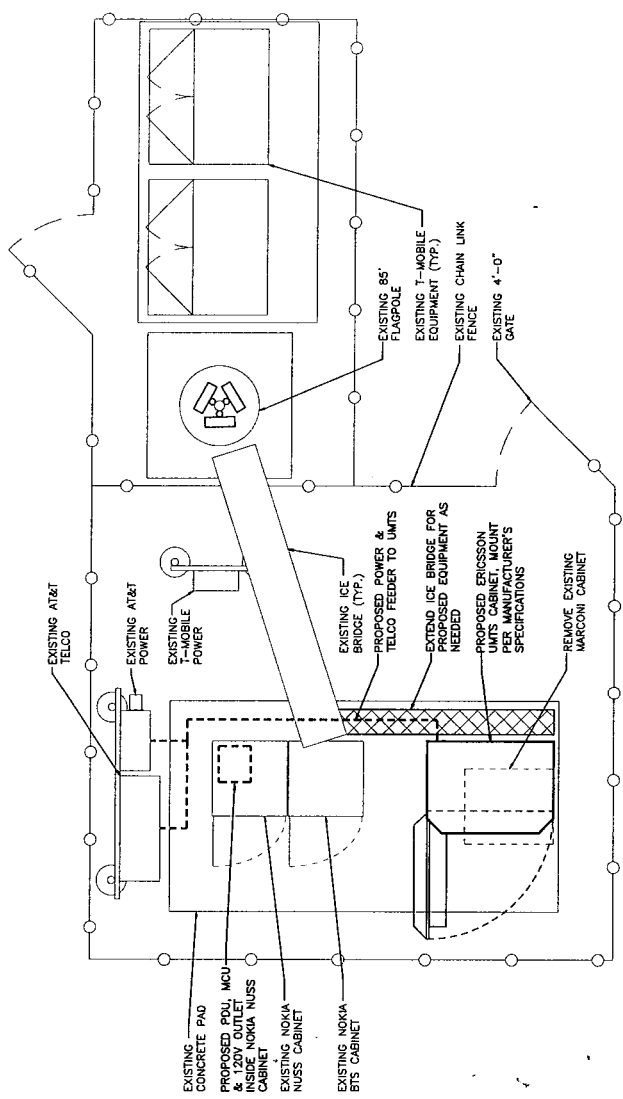 EXISTING AT&T
TELCO
EXISTING AT&T
POWER
EXISTING
T-MOBILE
POWER
EXISTING 85'
FLAGPOLE
EXISTING T-MOBILE
EQUIPMENT (TYP.)
EXISTING CHAIN LINK
FENCE
EXISTING 4'-0"
GATE
EXISTING ICE
BRIDGE (TYP.)
PROPOSED POWER &
TELCO FEEDER TO UMTS
EXTEND ICE BRIDGE FOR
PROPOSED EQUIPMENT AS
NEEDED
PROPOSED ERICSSON
UMTS CABINET, MOUNT
PER MANUFACTURER'S
SPECIFICATIONS
REMOVE EXISTING
MARCONI CABINET
EXISTING
CONCRETE PAD
PROPOSED PDU, MCU
& 120V OUTLET
INSIDE NOKIA NUSS
CABINET
EXISTING NOKIA
NUSS CABINET
EXISTING NOKIA
BTS CABINET